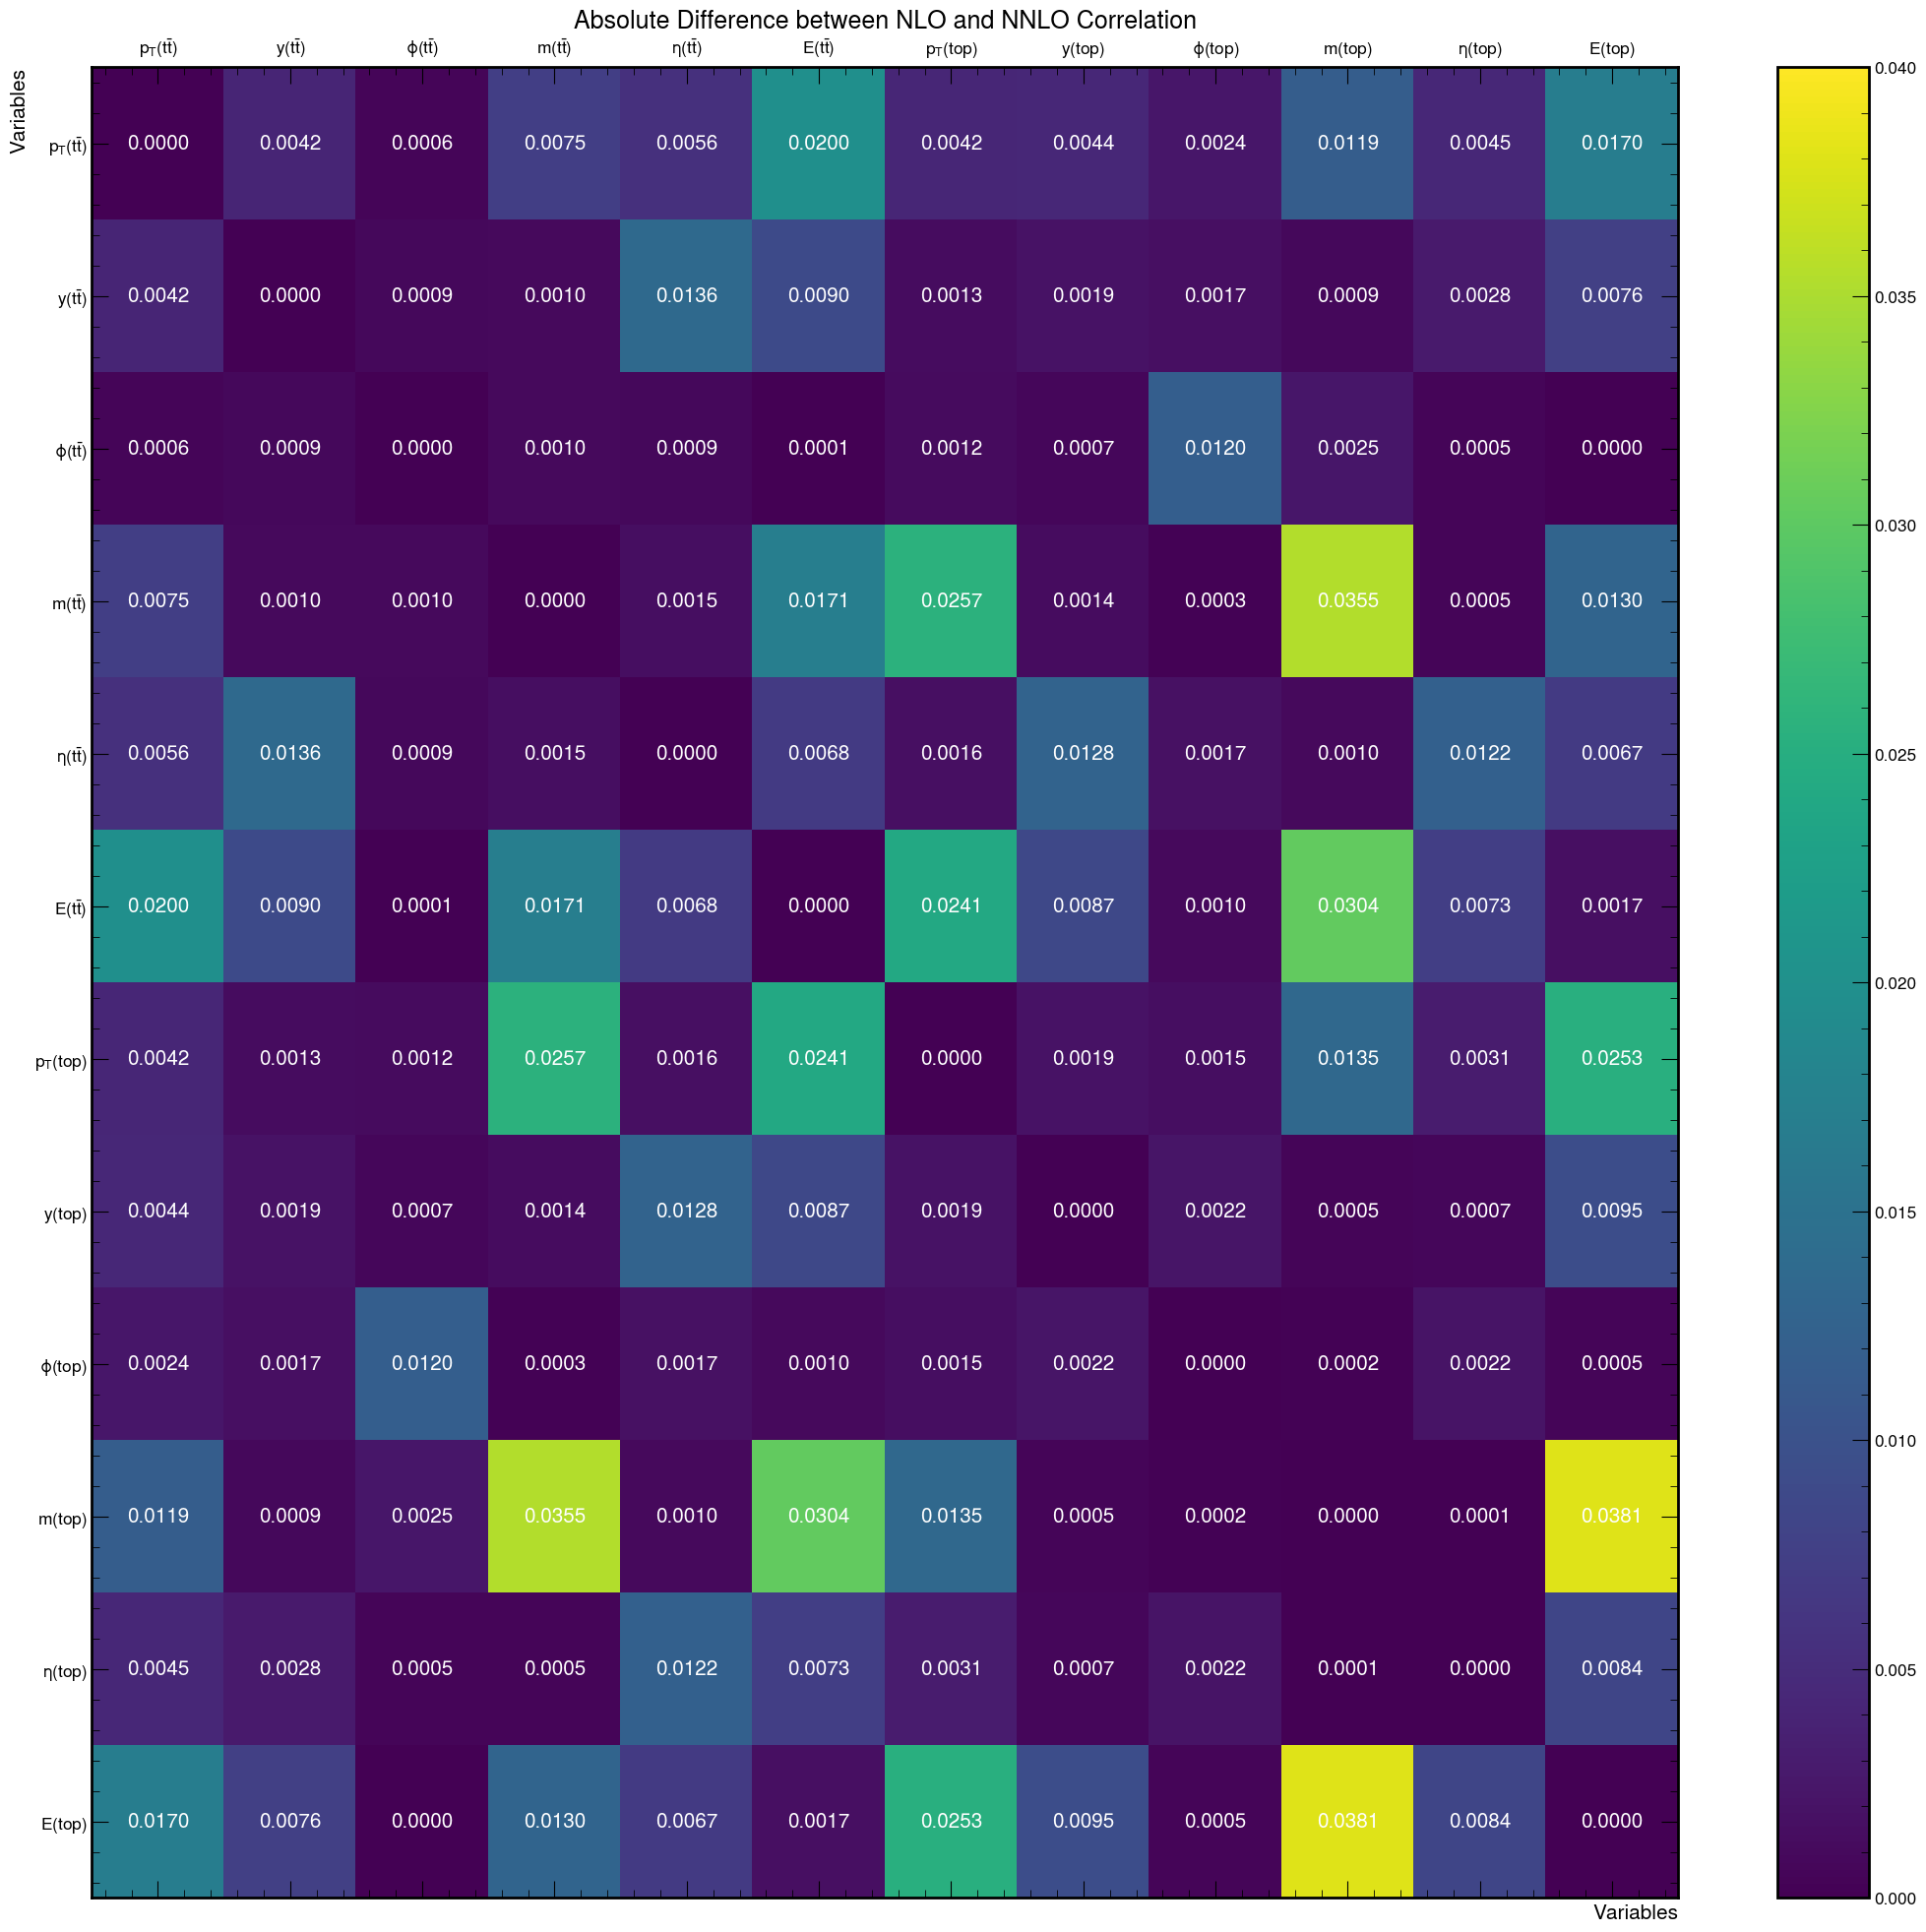 Absolute Difference between NLO and NNLO Correlation
p_T(tt̄) y(tt̄) ϕ(tt̄) m(tt̄) η(tt̄) E(tt̄) p_T(top) y(top) ϕ(top) m(top) η(top) E(top)
Variables
p_T(tt̄) 0.0000 0.0042 0.0006 0.0075 0.0056 0.0200 0.0042 0.0044 0.0024 0.0119 0.0045 0.0170
y(tt̄) 0.0042 0.0000 0.0009 0.0010 0.0136 0.0090 0.0013 0.0019 0.0017 0.0009 0.0028 0.0076
ϕ(tt̄) 0.0006 0.0009 0.0000 0.0010 0.0009 0.0001 0.0012 0.0007 0.0120 0.0025 0.0005 0.0000
m(tt̄) 0.0075 0.0010 0.0010 0.0000 0.0015 0.0171 0.0257 0.0014 0.0003 0.0355 0.0005 0.0130
η(tt̄) 0.0056 0.0136 0.0009 0.0015 0.0000 0.0068 0.0016 0.0128 0.0017 0.0010 0.0122 0.0067
E(tt̄) 0.0200 0.0090 0.0001 0.0171 0.0068 0.0000 0.0241 0.0087 0.0010 0.0304 0.0073 0.0017
p_T(top) 0.0042 0.0013 0.0012 0.0257 0.0016 0.0241 0.0000 0.0019 0.0015 0.0135 0.0031 0.0253
y(top) 0.0044 0.0019 0.0007 0.0014 0.0128 0.0087 0.0019 0.0000 0.0022 0.0005 0.0007 0.0095
ϕ(top) 0.0024 0.0017 0.0120 0.0003 0.0017 0.0010 0.0015 0.0022 0.0000 0.0002 0.0022 0.0005
m(top) 0.0119 0.0009 0.0025 0.0355 0.0010 0.0304 0.0135 0.0005 0.0002 0.0000 0.0001 0.0381
η(top) 0.0045 0.0028 0.0005 0.0005 0.0122 0.0073 0.0031 0.0007 0.0022 0.0001 0.0000 0.0084
E(top) 0.0170 0.0076 0.0000 0.0130 0.0067 0.0017 0.0253 0.0095 0.0005 0.0381 0.0084 0.0000
Variables
0.040
0.035
0.030
0.025
0.020
0.015
0.010
0.005
0.000